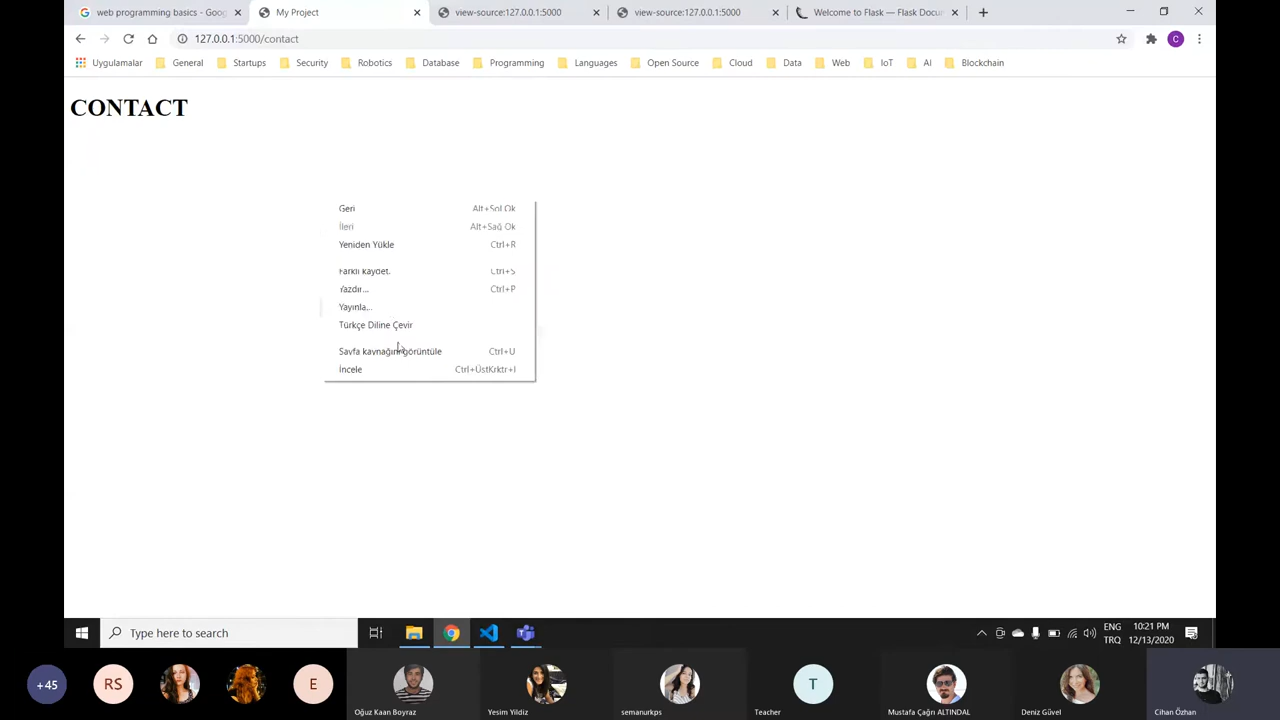 web programming basics - Goog
My Project
view-source:127.0.0.1:5000
view-source:127.0.0.1:5000
Welcome to Flask — Flask Docum
127.0.0.1:5000/contact
C
Uygulamalar General Startups Security Robotics Database Programming Languages Open Source Cloud Data Web IoT AI Blockchain
CONTACT
Geri Alt+Sol Ok
İleri Alt+Sağ Ok
Yeniden Yükle Ctrl+R
Farklı kaydet. Ctrl+S
Yazdır... Ctrl+P
Yayınla...
Türkçe Diline Çevir
Sayfa kaynağını görüntüle Ctrl+U
İncele Ctrl+ÜstKrktr+I
Type here to search
ENG
TRQ
10:21 PM
12/13/2020
+45
RS
E
T
Oğuz Kaan Boyraz
Yesim Yildiz
semanurkps
Teacher
Mustafa Çağrı ALTINDAL
Deniz Güvel
Cihan Özhan